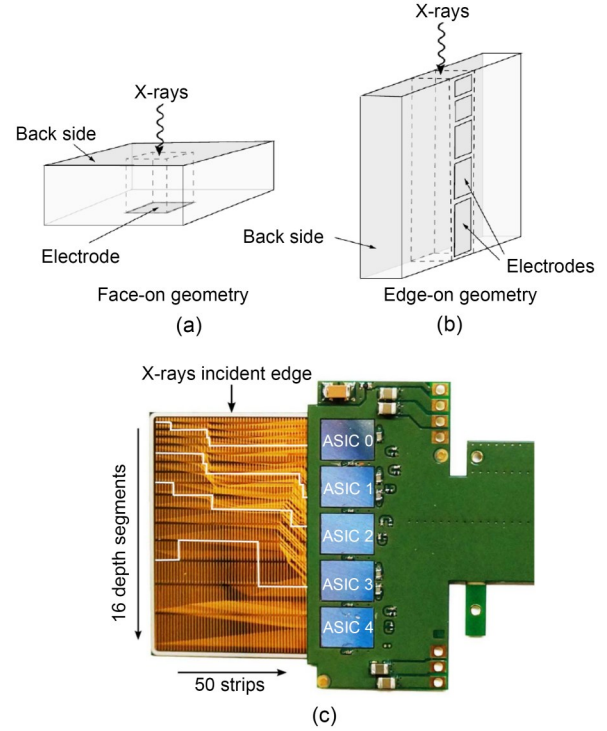 X-rays
Back side
Electrode
Face-on geometry
(a)
X-rays
Back side
Electrodes
Edge-on geometry
(b)
X-rays incident edge
16 depth segments
50 strips
ASIC 0
ASIC 1
ASIC 2
ASIC 3
ASIC 4
(c)